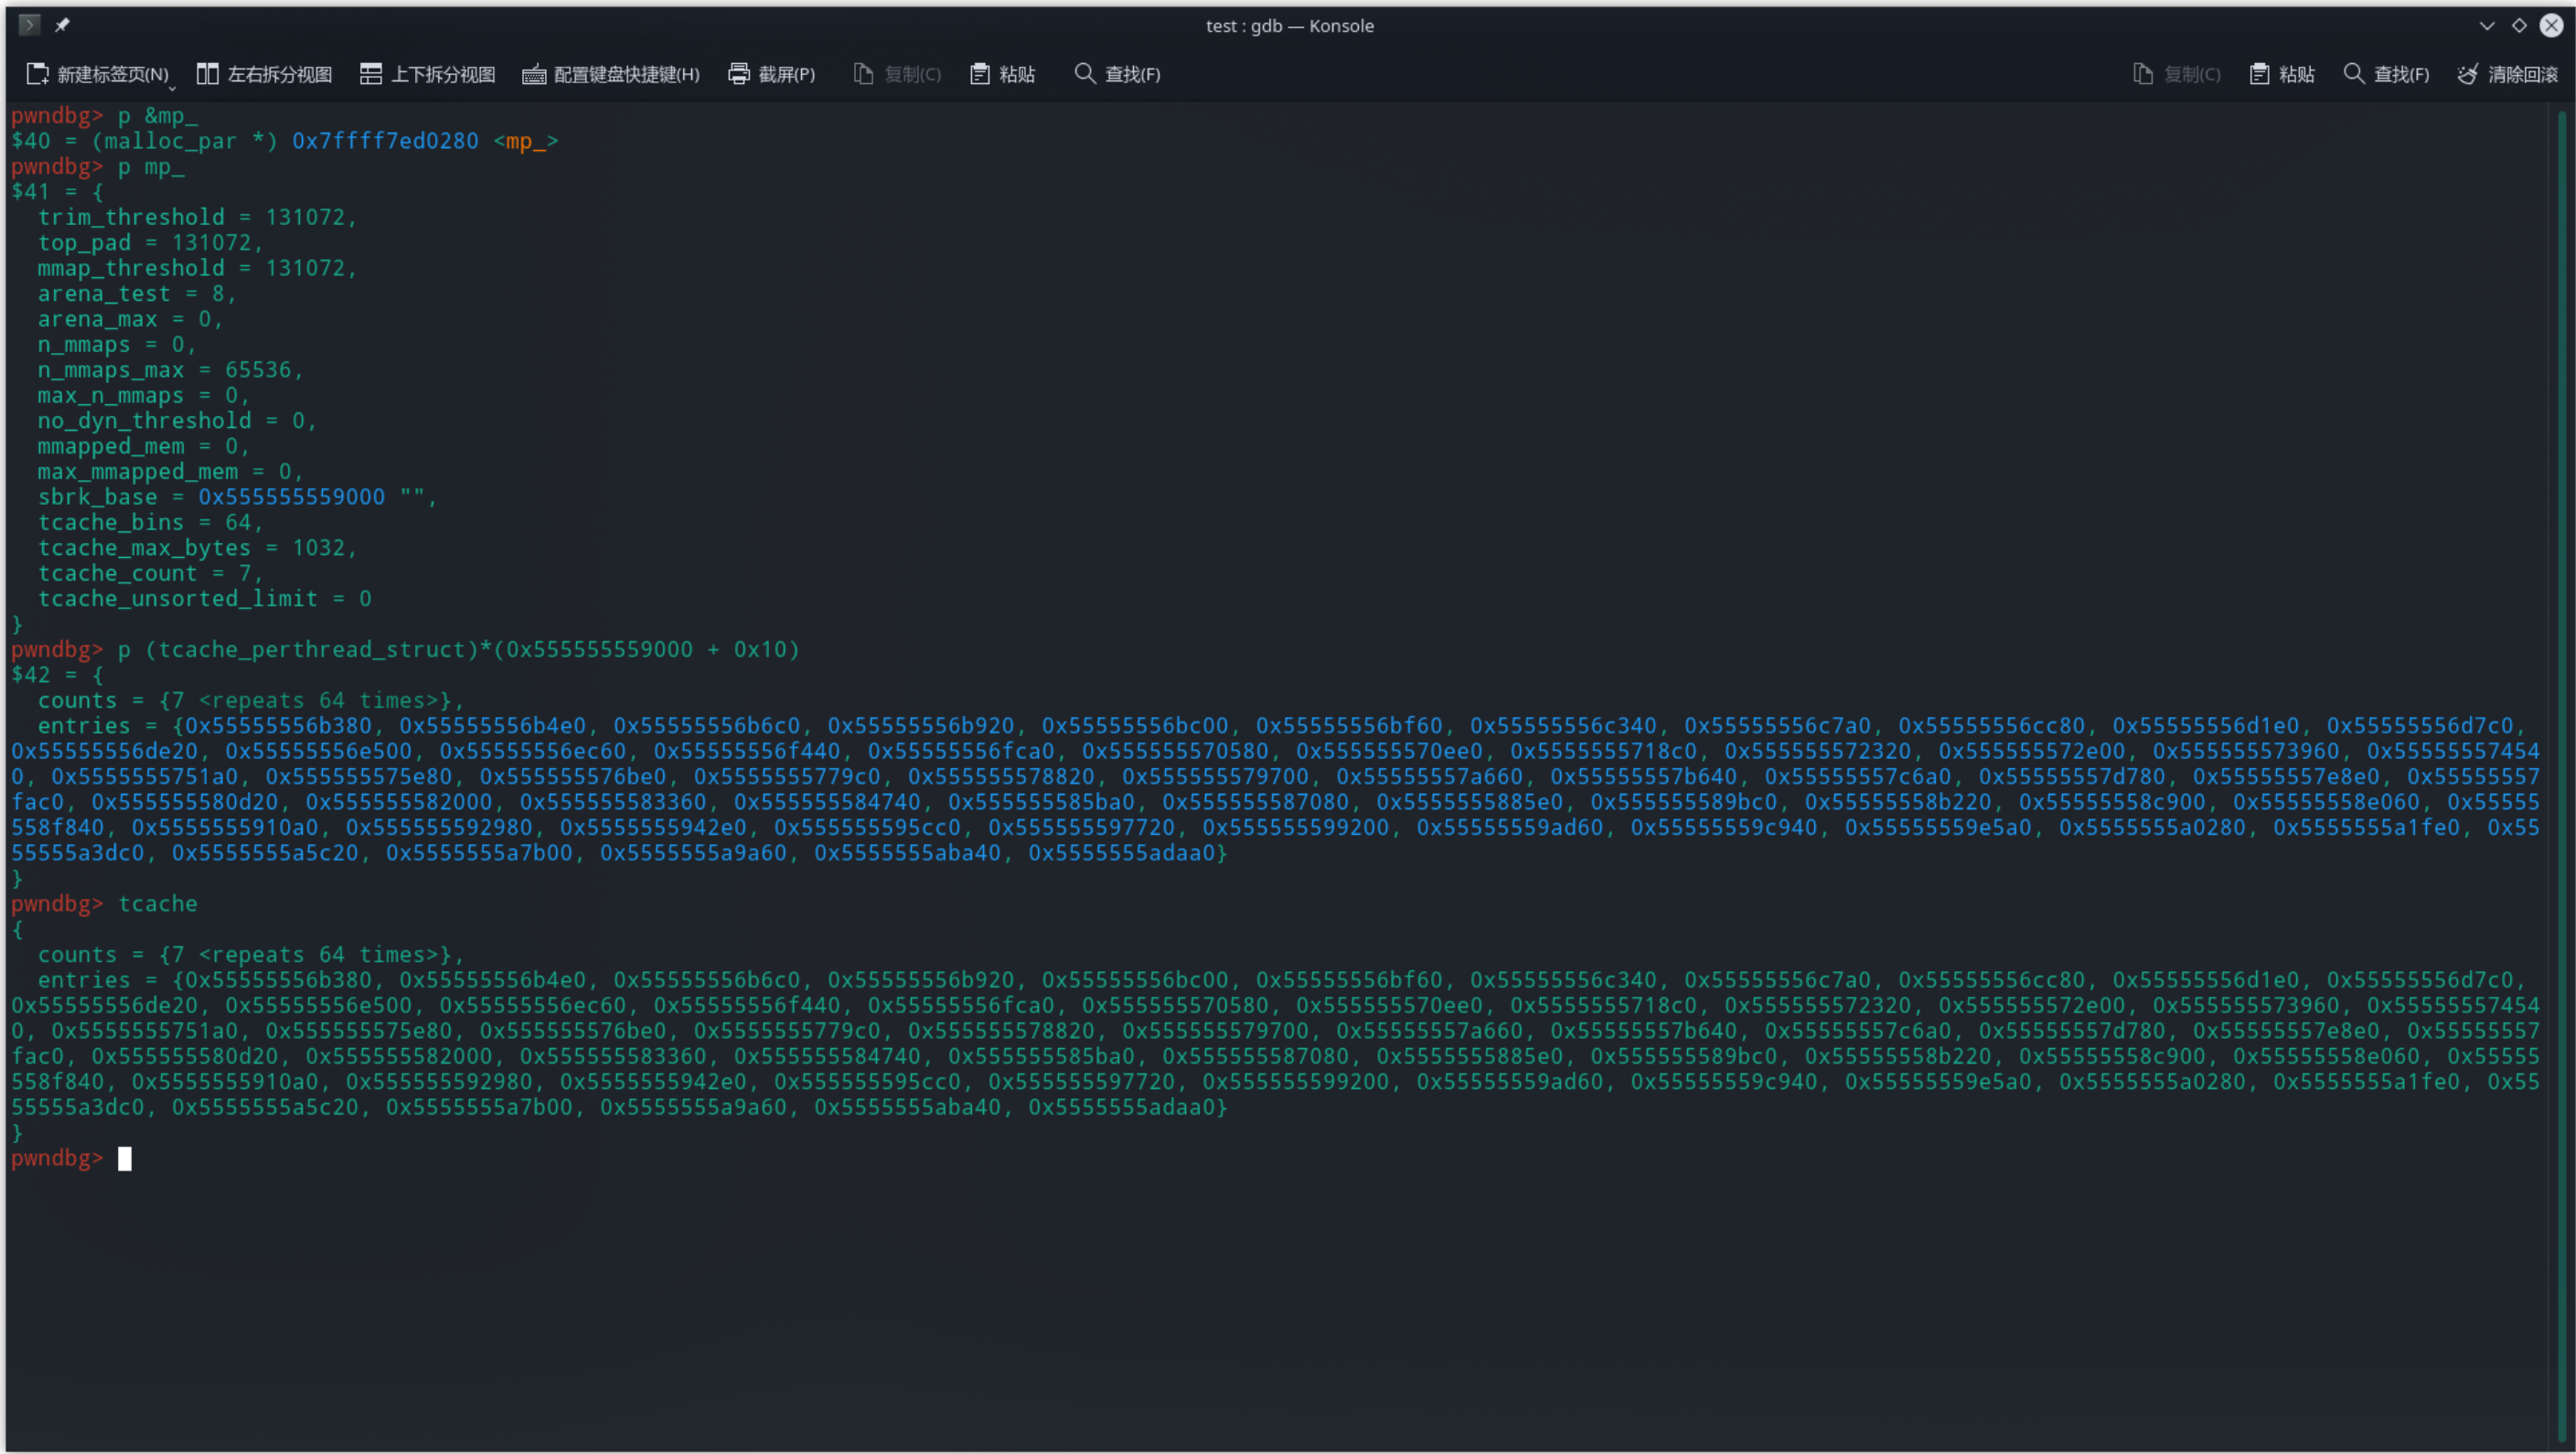 test : gdb — Konsole
新建标签页(N) 左右拆分视图 上下拆分视图 配置键盘快捷键(H) 截屏(P) 复制(C) 粘贴 查找(F) 复制(C) 粘贴 查找(F) 清除回滚
pwndbg> p &mp_
$40 = (malloc_par *) 0x7ffff7ed0280 <mp_>
pwndbg> p mp_
$41 = {
  trim_threshold = 131072,
  top_pad = 131072,
  mmap_threshold = 131072,
  arena_test = 8,
  arena_max = 0,
  n_mmaps = 0,
  n_mmaps_max = 65536,
  max_n_mmaps = 0,
  no_dyn_threshold = 0,
  mmapped_mem = 0,
  max_mmapped_mem = 0,
  sbrk_base = 0x555555559000 "",
  tcache_bins = 64,
  tcache_max_bytes = 1032,
  tcache_count = 7,
  tcache_unsorted_limit = 0
}
pwndbg> p (tcache_perthread_struct)*(0x555555559000 + 0x10)
$42 = {
  counts = {7 <repeats 64 times>},
  entries = {0x55555556b380, 0x55555556b4e0, 0x55555556b6c0, 0x55555556b920, 0x55555556bc00, 0x55555556bf60, 0x55555556c340, 0x55555556c7a0, 0x55555556cc80, 0x55555556d1e0, 0x55555556d7c0,
0x55555556de20, 0x55555556e500, 0x55555556ec60, 0x55555556f440, 0x55555556fca0, 0x555555570580, 0x555555570ee0, 0x5555555718c0, 0x555555572320, 0x555555572e00, 0x555555573960, 0x55555557454
0, 0x5555555751a0, 0x555555575e80, 0x555555576be0, 0x5555555779c0, 0x555555578820, 0x555555579700, 0x55555557a660, 0x55555557b640, 0x55555557c6a0, 0x55555557d780, 0x55555557e8e0, 0x55555557
fac0, 0x555555580d20, 0x555555582000, 0x555555583360, 0x555555584740, 0x555555585ba0, 0x555555587080, 0x5555555885e0, 0x555555589bc0, 0x55555558b220, 0x55555558c900, 0x55555558e060, 0x55555
558f840, 0x5555555910a0, 0x555555592980, 0x5555555942e0, 0x555555595cc0, 0x555555597720, 0x555555599200, 0x55555559ad60, 0x55555559c940, 0x55555559e5a0, 0x5555555a0280, 0x5555555a1fe0, 0x55
55555a3dc0, 0x5555555a5c20, 0x5555555a7b00, 0x5555555a9a60, 0x5555555aba40, 0x5555555adaa0}
}
pwndbg> tcache
{
  counts = {7 <repeats 64 times>},
  entries = {0x55555556b380, 0x55555556b4e0, 0x55555556b6c0, 0x55555556b920, 0x55555556bc00, 0x55555556bf60, 0x55555556c340, 0x55555556c7a0, 0x55555556cc80, 0x55555556d1e0, 0x55555556d7c0,
0x55555556de20, 0x55555556e500, 0x55555556ec60, 0x55555556f440, 0x55555556fca0, 0x555555570580, 0x555555570ee0, 0x5555555718c0, 0x555555572320, 0x555555572e00, 0x555555573960, 0x55555557454
0, 0x5555555751a0, 0x555555575e80, 0x555555576be0, 0x5555555779c0, 0x555555578820, 0x555555579700, 0x55555557a660, 0x55555557b640, 0x55555557c6a0, 0x55555557d780, 0x55555557e8e0, 0x55555557
fac0, 0x555555580d20, 0x555555582000, 0x555555583360, 0x555555584740, 0x555555585ba0, 0x555555587080, 0x5555555885e0, 0x555555589bc0, 0x55555558b220, 0x55555558c900, 0x55555558e060, 0x55555
558f840, 0x5555555910a0, 0x555555592980, 0x5555555942e0, 0x555555595cc0, 0x555555597720, 0x555555599200, 0x55555559ad60, 0x55555559c940, 0x55555559e5a0, 0x5555555a0280, 0x5555555a1fe0, 0x55
55555a3dc0, 0x5555555a5c20, 0x5555555a7b00, 0x5555555a9a60, 0x5555555aba40, 0x5555555adaa0}
}
pwndbg>